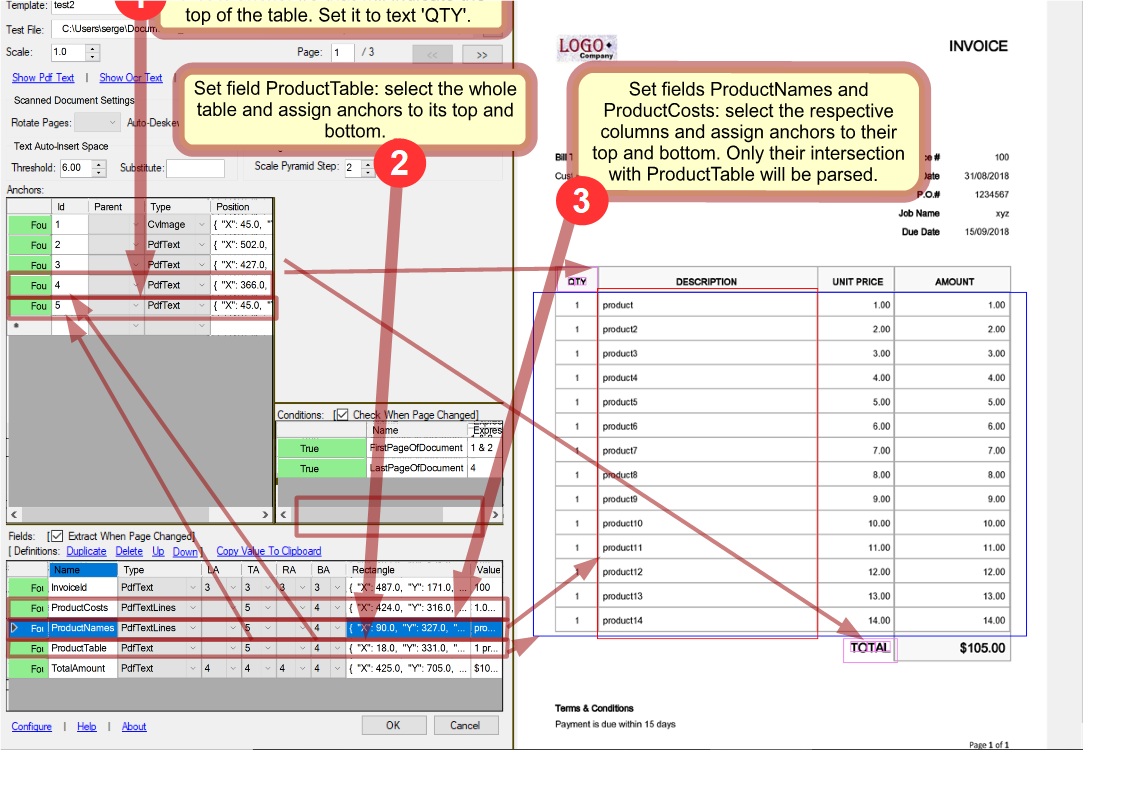 Template: test2
top of the table. Set it to text 'QTY'.
Test File: C:\Users\serge\Docum
Scale: 1.0 Page: 1 / 3 << >>
Show Pdf Text | Show Ocr Text |
Scanned Document Settings
Rotate Pages: Auto-Deske
Text Auto-Insert Space
Threshold: 6.00 Substitute:
Scale Pyramid Step: 2
Set field ProductTable: select the whole
table and assign anchors to its top and
bottom.
2
Set fields ProductNames and
ProductCosts: select the respective
columns and assign anchors to their
top and bottom. Only their intersection
with ProductTable will be parsed.
3
Anchors:
Id Parent Type Position
Fou 1 CvImage { "X": 45.0, "
Fou 2 PdfText { "X": 502.0,
Fou 3 PdfText { "X": 427.0,
Fou 4 PdfText { "X": 366.0,
Fou 5 PdfText { "X": 45.0, "
*
Conditions: [ Check When Page Changed]
Name Expres
True FirstPageOfDocument 1 & 2
True LastPageOfDocument 4
Fields: [ Extract When Page Changed]
[ Definitions: Duplicate Delete Up Down ] Copy Value To Clipboard
Name Type LA TA RA BA Rectangle Value
Fou InvoiceId PdfText 3 3 3 3 { "X": 487.0, "Y": 171.0, ... 100
Fou ProductCosts PdfTextLines 5 4 { "X": 424.0, "Y": 316.0, ... 1.0...
Fou ProductNames PdfTextLines 5 4 { "X": 90.0, "Y": 327.0, "... pro...
Fou ProductTable PdfText 5 4 { "X": 18.0, "Y": 331.0, "... 1 pr...
Fou TotalAmount PdfText 4 4 4 4 { "X": 425.0, "Y": 705.0, ... $10...
Configure | Help | About OK Cancel
LOGO
Company
INVOICE
Bill T
Cus
e # 100
Date 31/08/2018
P.O.# 1234567
Job Name xyz
Due Date 15/09/2018
QTY DESCRIPTION UNIT PRICE AMOUNT
1 product 1.00 1.00
1 product2 2.00 2.00
1 product3 3.00 3.00
1 product4 4.00 4.00
1 product5 5.00 5.00
1 product6 6.00 6.00
1 product7 7.00 7.00
1 product8 8.00 8.00
1 product9 9.00 9.00
1 product10 10.00 10.00
1 product11 11.00 11.00
1 product12 12.00 12.00
1 product13 13.00 13.00
1 product14 14.00 14.00
TOTAL $105.00
Terms & Conditions
Payment is due within 15 days
Page 1 of 1